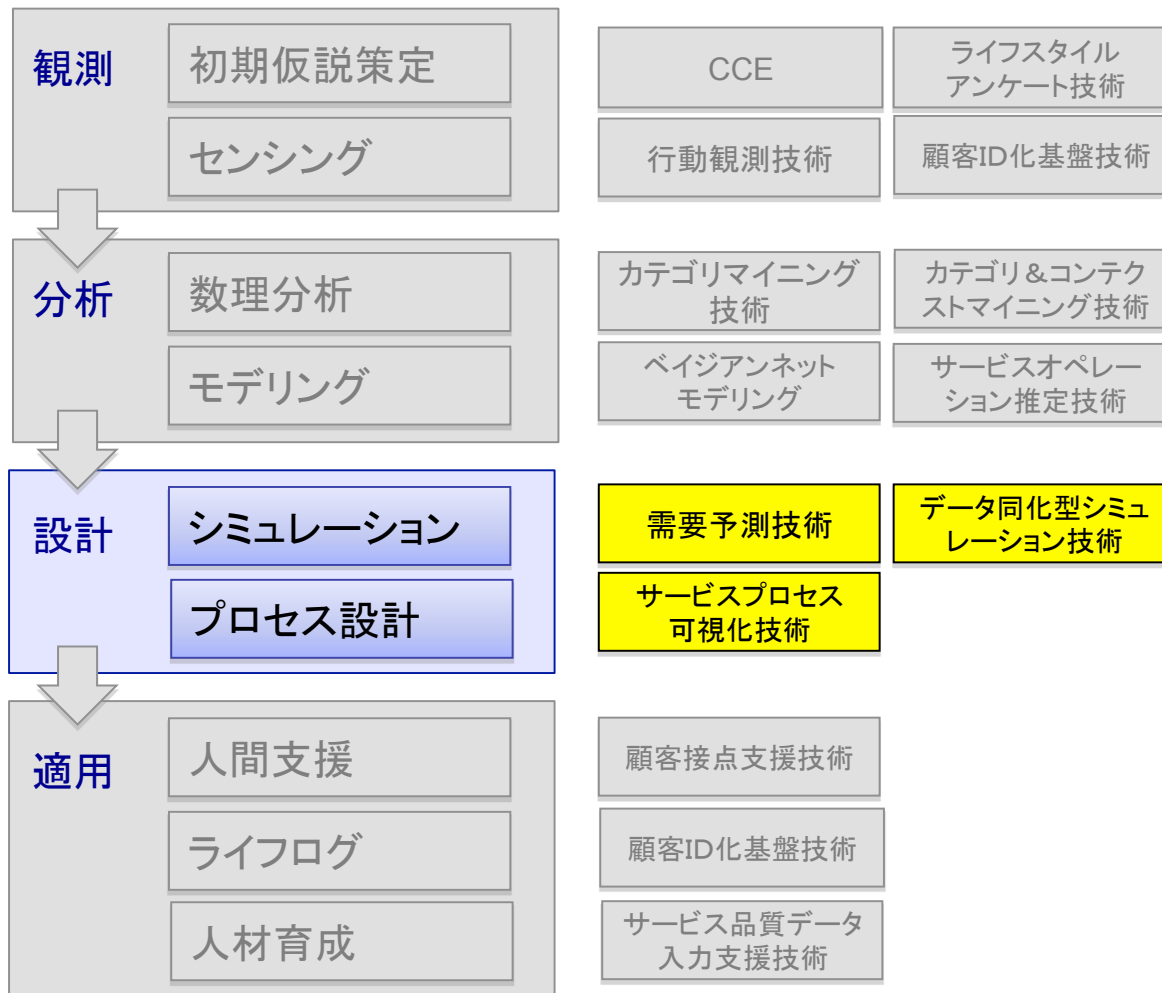 観測
初期仮説策定
センシング
CCE
ライフスタイル
アンケート技術
行動観測技術
顧客ID化基盤技術
分析
数理分析
モデリング
カテゴリマイニング
技術
カテゴリ＆コンテク
ストマイニング技術
ベイジアンネット
モデリング
サービスオペレー
ション推定技術
設計
シミュレーション
プロセス設計
需要予測技術
データ同化型シミュ
レーション技術
サービスプロセス
可視化技術
適用
人間支援
ライフログ
人材育成
顧客接点支援技術
顧客ID化基盤技術
サービス品質データ
入力支援技術